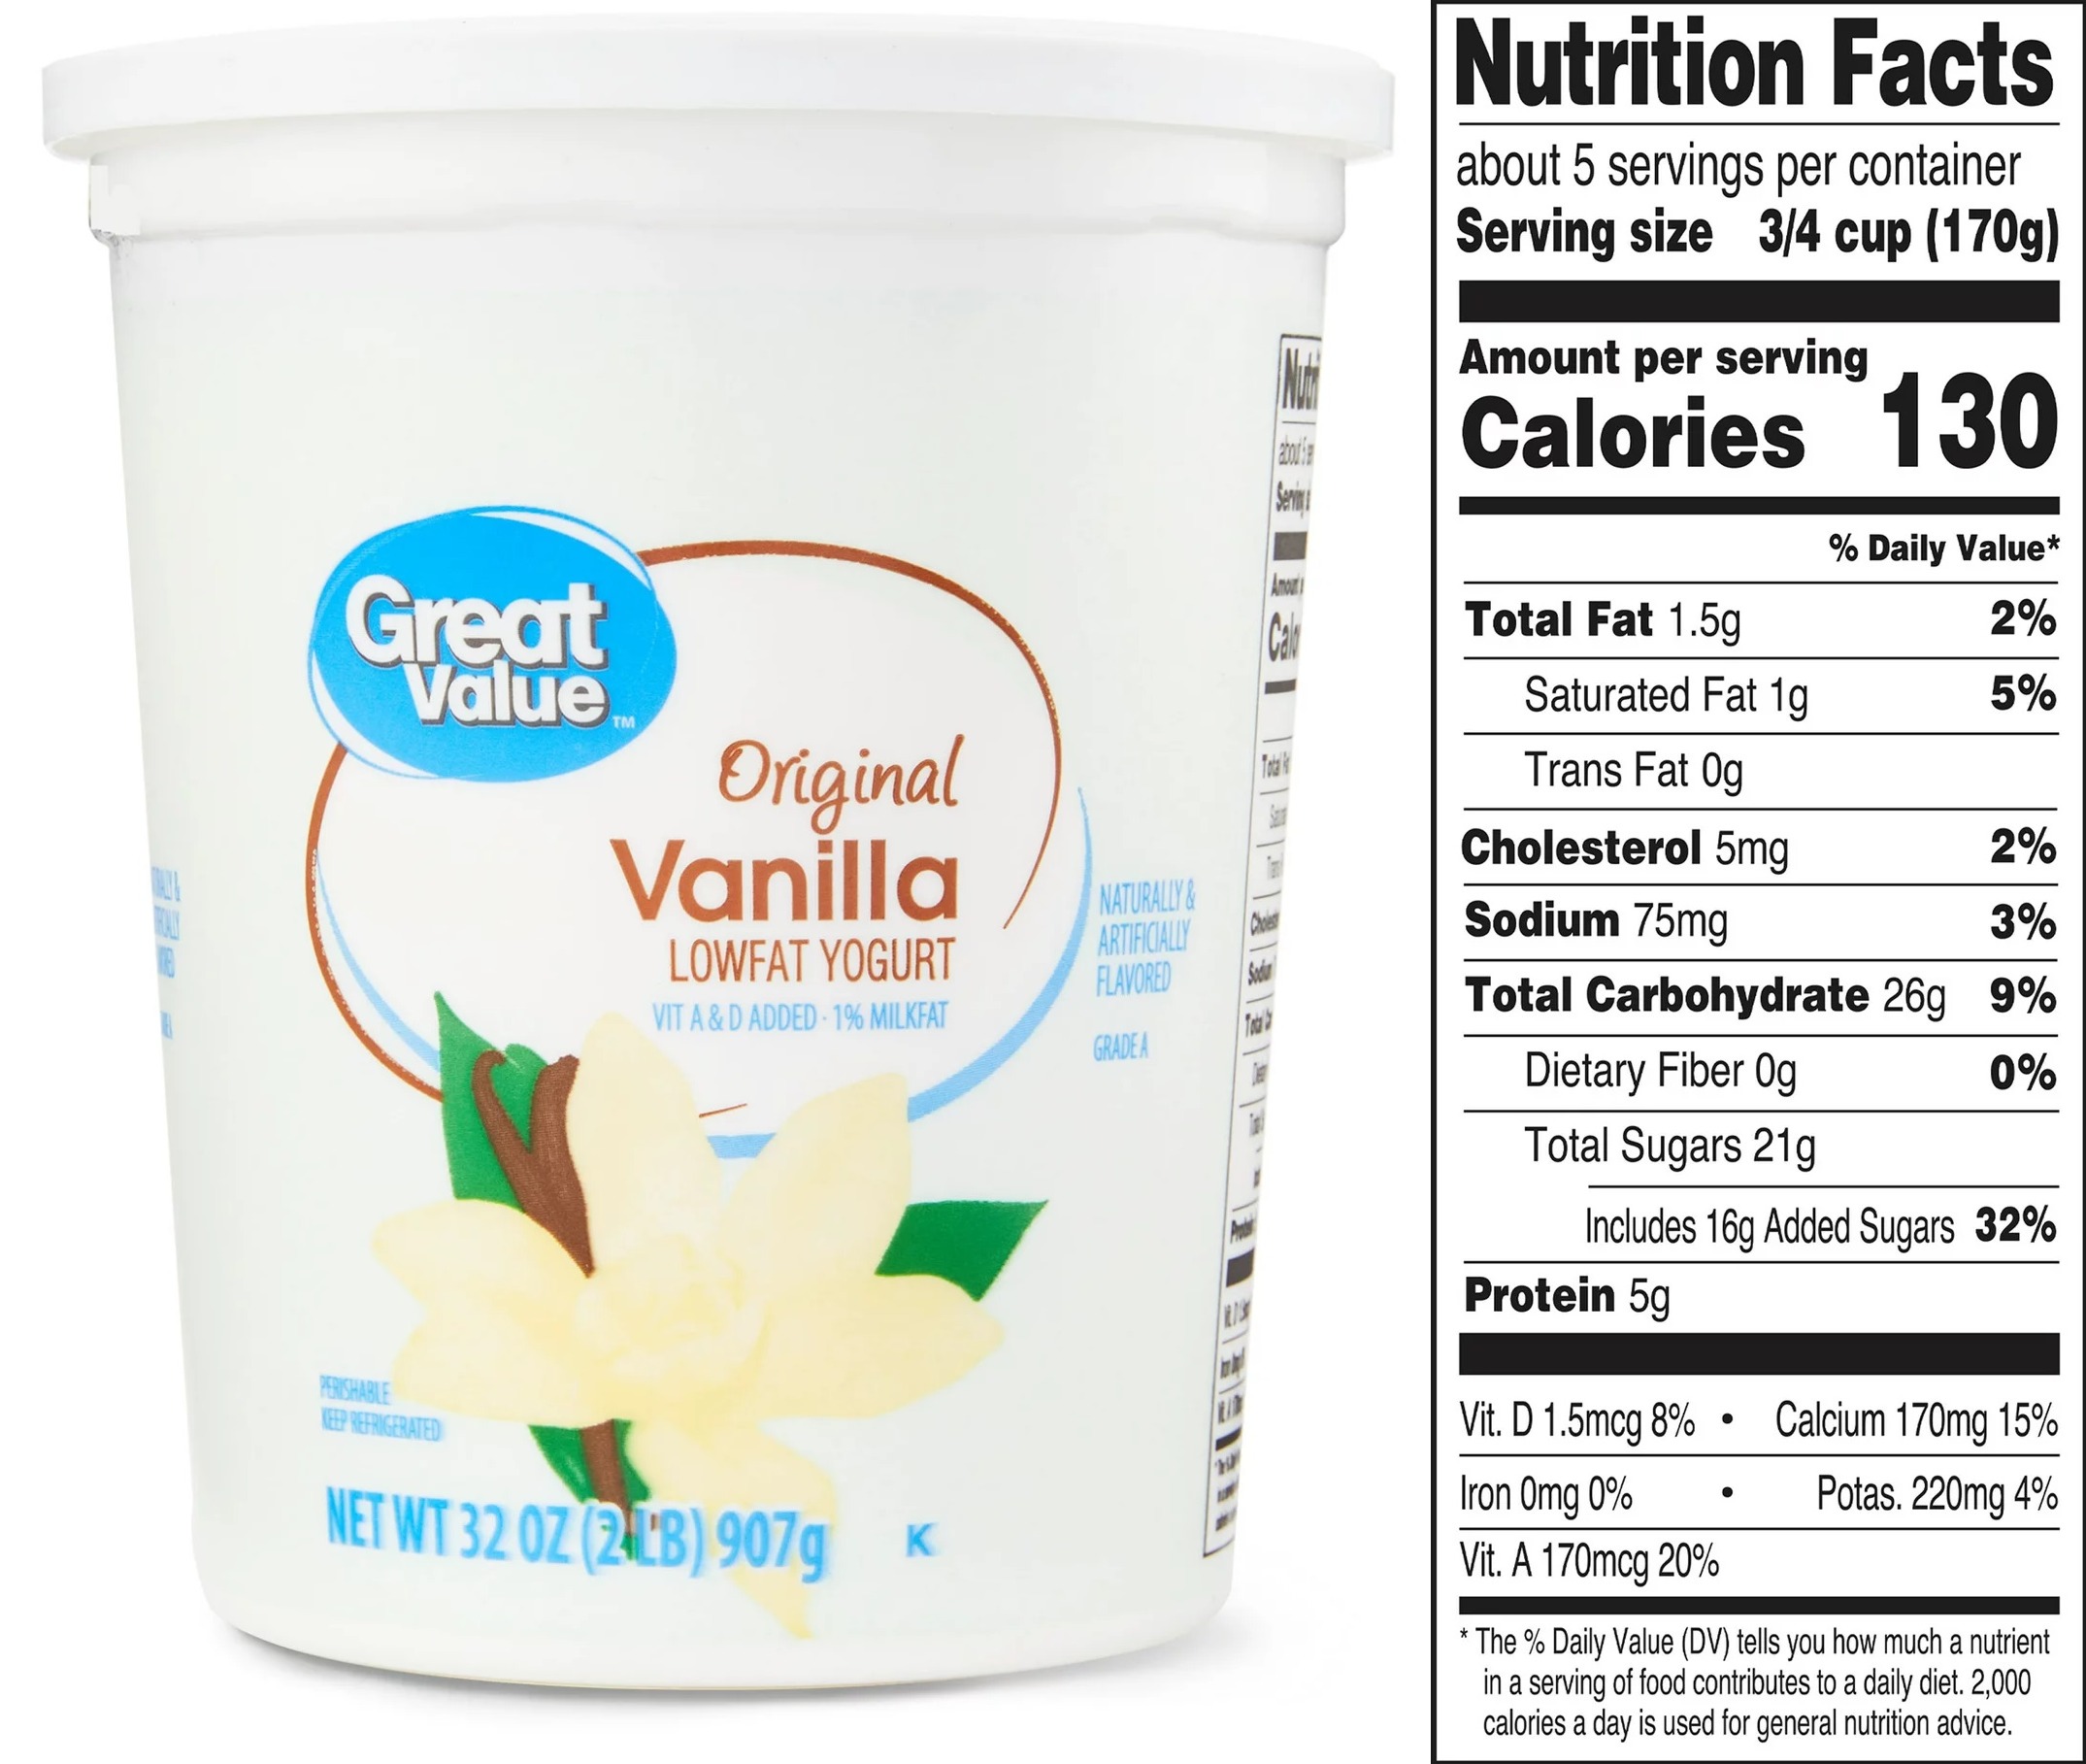 Great
Value™
Original
Vanilla
LOWFAT YOGURT
VIT A & D ADDED · 1% MILKFAT
NATURALLY &
ARTIFICIALLY
FLAVORED
GRADE A
PERISHABLE
KEEP REFRIGERATED
NET WT 32 OZ (2 LB) 907g
K
Nutrition Facts
about 5 servings per container
Serving size 3/4 cup (170g)
Amount per serving
Calories 130
% Daily Value*
Total Fat 1.5g 2%
Saturated Fat 1g 5%
Trans Fat 0g
Cholesterol 5mg 2%
Sodium 75mg 3%
Total Carbohydrate 26g 9%
Dietary Fiber 0g 0%
Total Sugars 21g
Includes 16g Added Sugars 32%
Protein 5g
Vit. D 1.5mcg 8% • Calcium 170mg 15%
Iron 0mg 0% • Potas. 220mg 4%
Vit. A 170mcg 20%
* The % Daily Value (DV) tells you how much a nutrient
in a serving of food contributes to a daily diet. 2,000
calories a day is used for general nutrition advice.